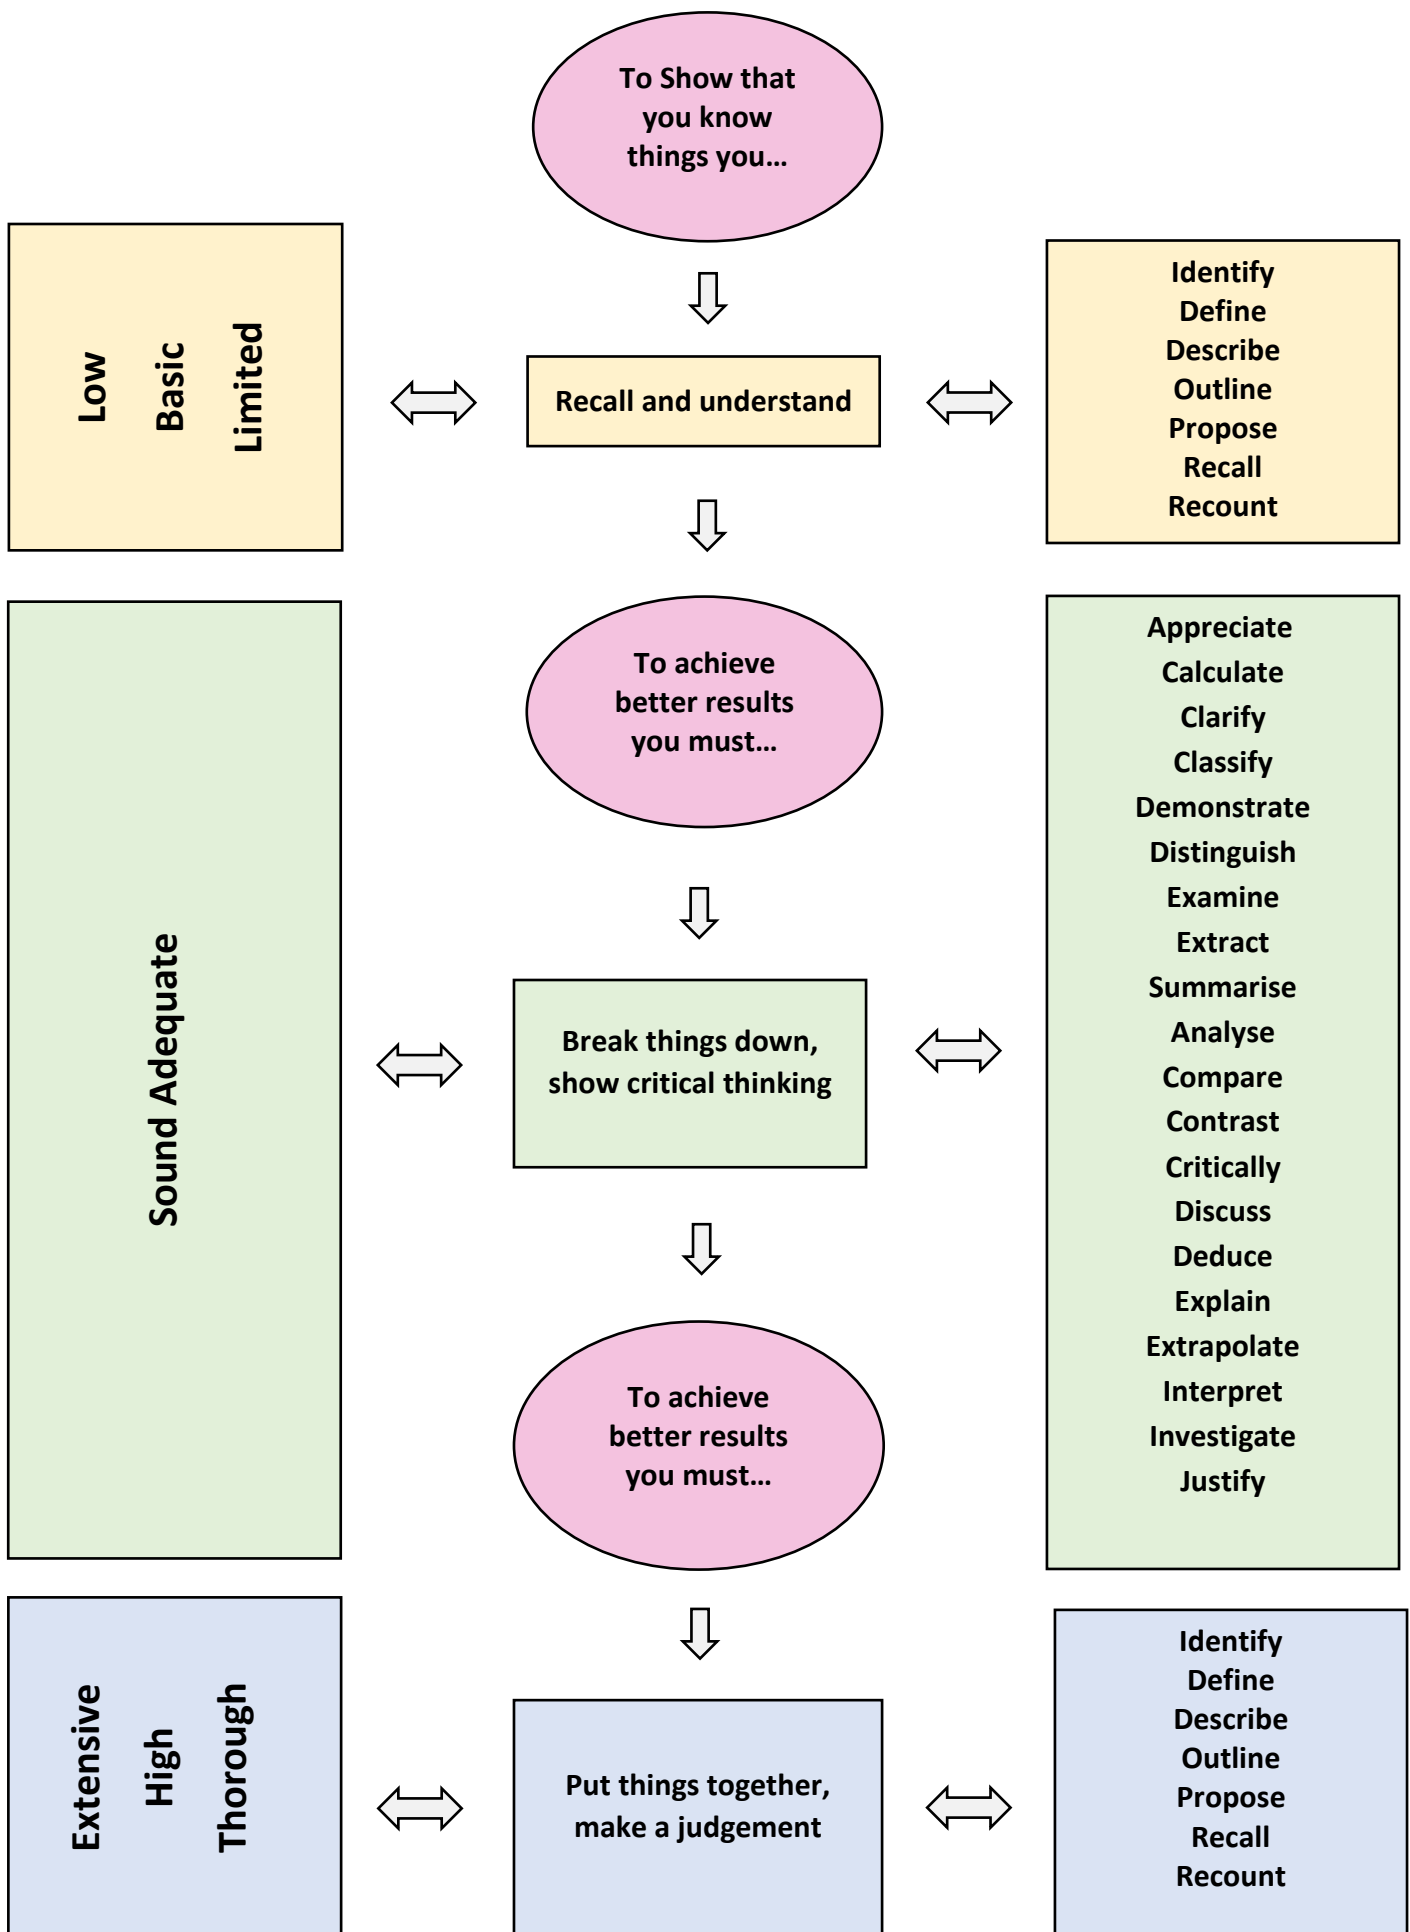 To Show that
you know
things you…
Low
Basic
Limited
Recall and understand
Identify
Define
Describe
Outline
Propose
Recall
Recount
To achieve
better results
you must…
Sound Adequate
Break things down,
show critical thinking
Appreciate
Calculate
Clarify
Classify
Demonstrate
Distinguish
Examine
Extract
Summarise
Analyse
Compare
Contrast
Critically
Discuss
Deduce
Explain
Extrapolate
Interpret
Investigate
Justify
To achieve
better results
you must…
Extensive
High
Thorough
Put things together,
make a judgement
Identify
Define
Describe
Outline
Propose
Recall
Recount